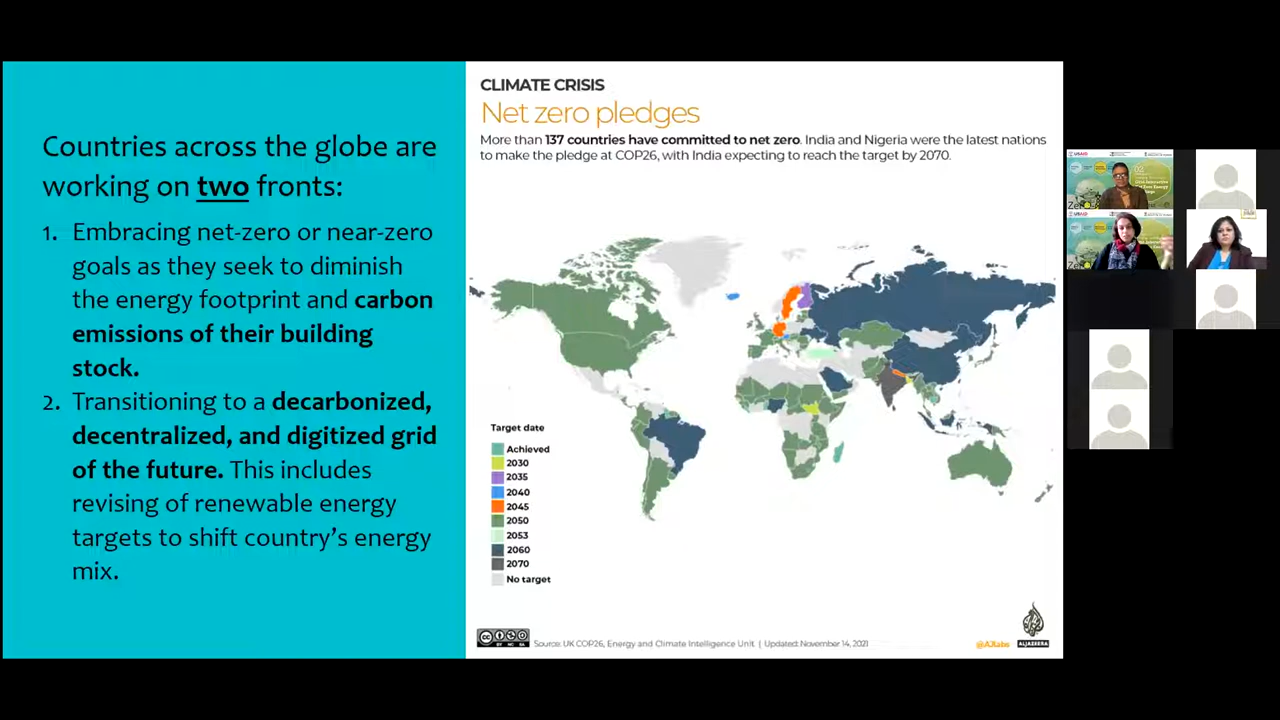 Countries across the globe are
working on two fronts:
1. Embracing net-zero or near-zero
goals as they seek to diminish
the energy footprint and carbon
emissions of their building
stock.
2. Transitioning to a decarbonized,
decentralized, and digitized grid
of the future. This includes
revising of renewable energy
targets to shift country's energy
mix.
CLIMATE CRISIS
Net zero pledges
More than 137 countries have committed to net zero. India and Nigeria were the latest nations
to make the pledge at COP26, with India expecting to reach the target by 2070.
Target date
Achieved
2030
2035
2040
2045
2050
2053
2060
2070
No target
Source: UK COP26, Energy and Climate Intelligence Unit. | Updated: November 14, 2021
@AJlabs
ALJAZEERA
USAID
USAID